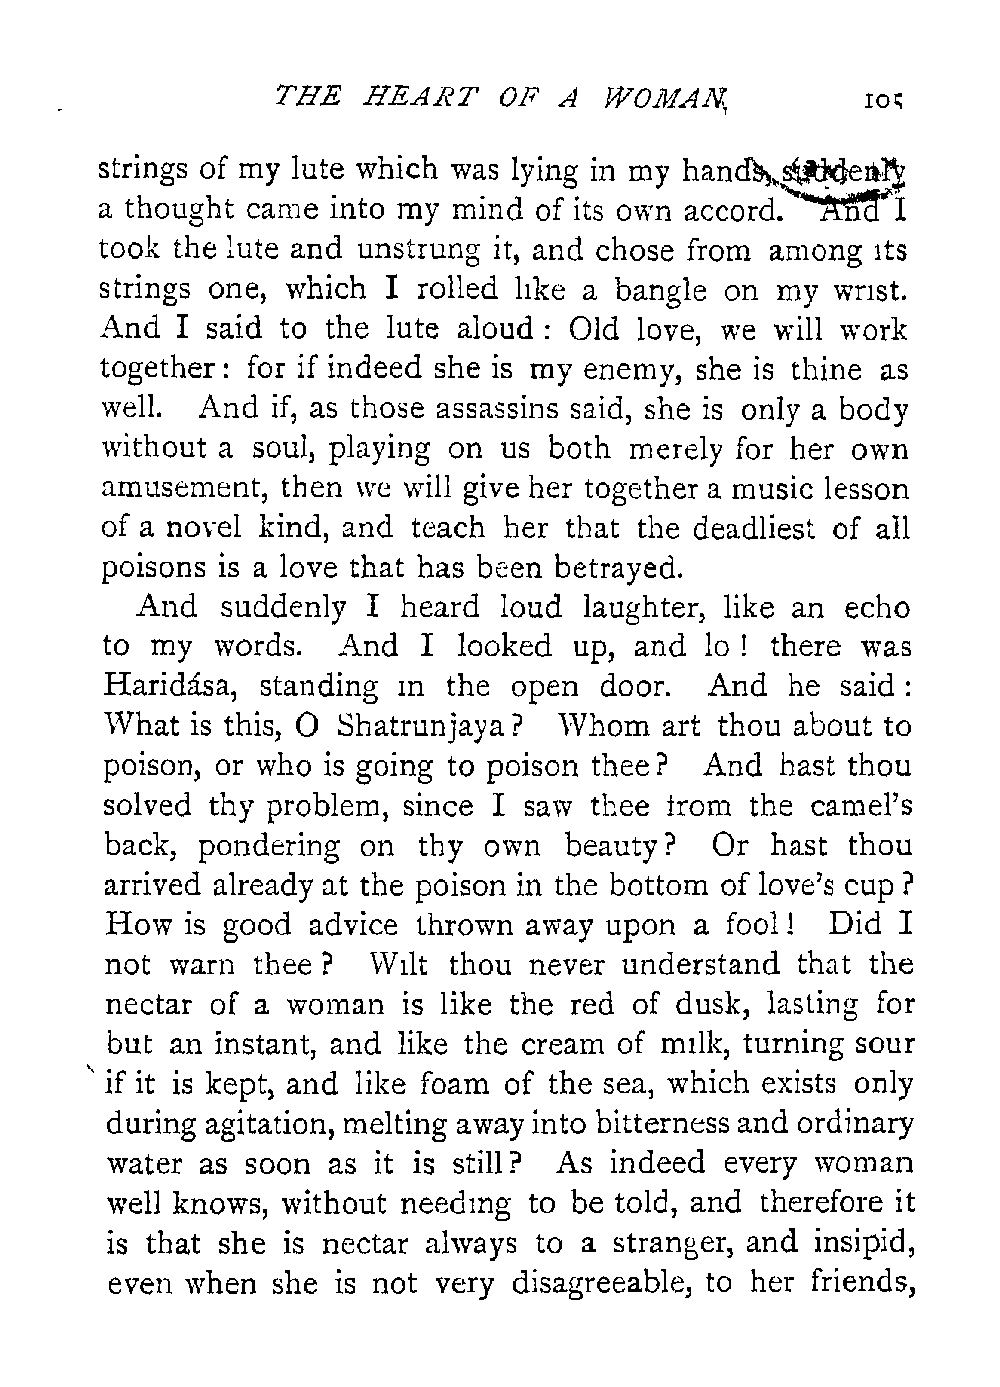 THE HEART OF A WOMAN, 105
strings of my lute which was lying in my hands, suddenly
a thought came into my mind of its own accord. And I
took the lute and unstrung it, and chose from among its
strings one, which I rolled like a bangle on my wrist.
And I said to the lute aloud : Old love, we will work
together : for if indeed she is my enemy, she is thine as
well. And if, as those assassins said, she is only a body
without a soul, playing on us both merely for her own
amusement, then we will give her together a music lesson
of a novel kind, and teach her that the deadliest of all
poisons is a love that has been betrayed.
And suddenly I heard loud laughter, like an echo
to my words. And I looked up, and lo ! there was
Haridása, standing in the open door. And he said :
What is this, O Shatrunjaya ? Whom art thou about to
poison, or who is going to poison thee ? And hast thou
solved thy problem, since I saw thee from the camel's
back, pondering on thy own beauty ? Or hast thou
arrived already at the poison in the bottom of love's cup ?
How is good advice thrown away upon a fool ! Did I
not warn thee ? Wilt thou never understand that the
nectar of a woman is like the red of dusk, lasting for
but an instant, and like the cream of milk, turning sour
if it is kept, and like foam of the sea, which exists only
during agitation, melting away into bitterness and ordinary
water as soon as it is still ? As indeed every woman
well knows, without needing to be told, and therefore it
is that she is nectar always to a stranger, and insipid,
even when she is not very disagreeable, to her friends,